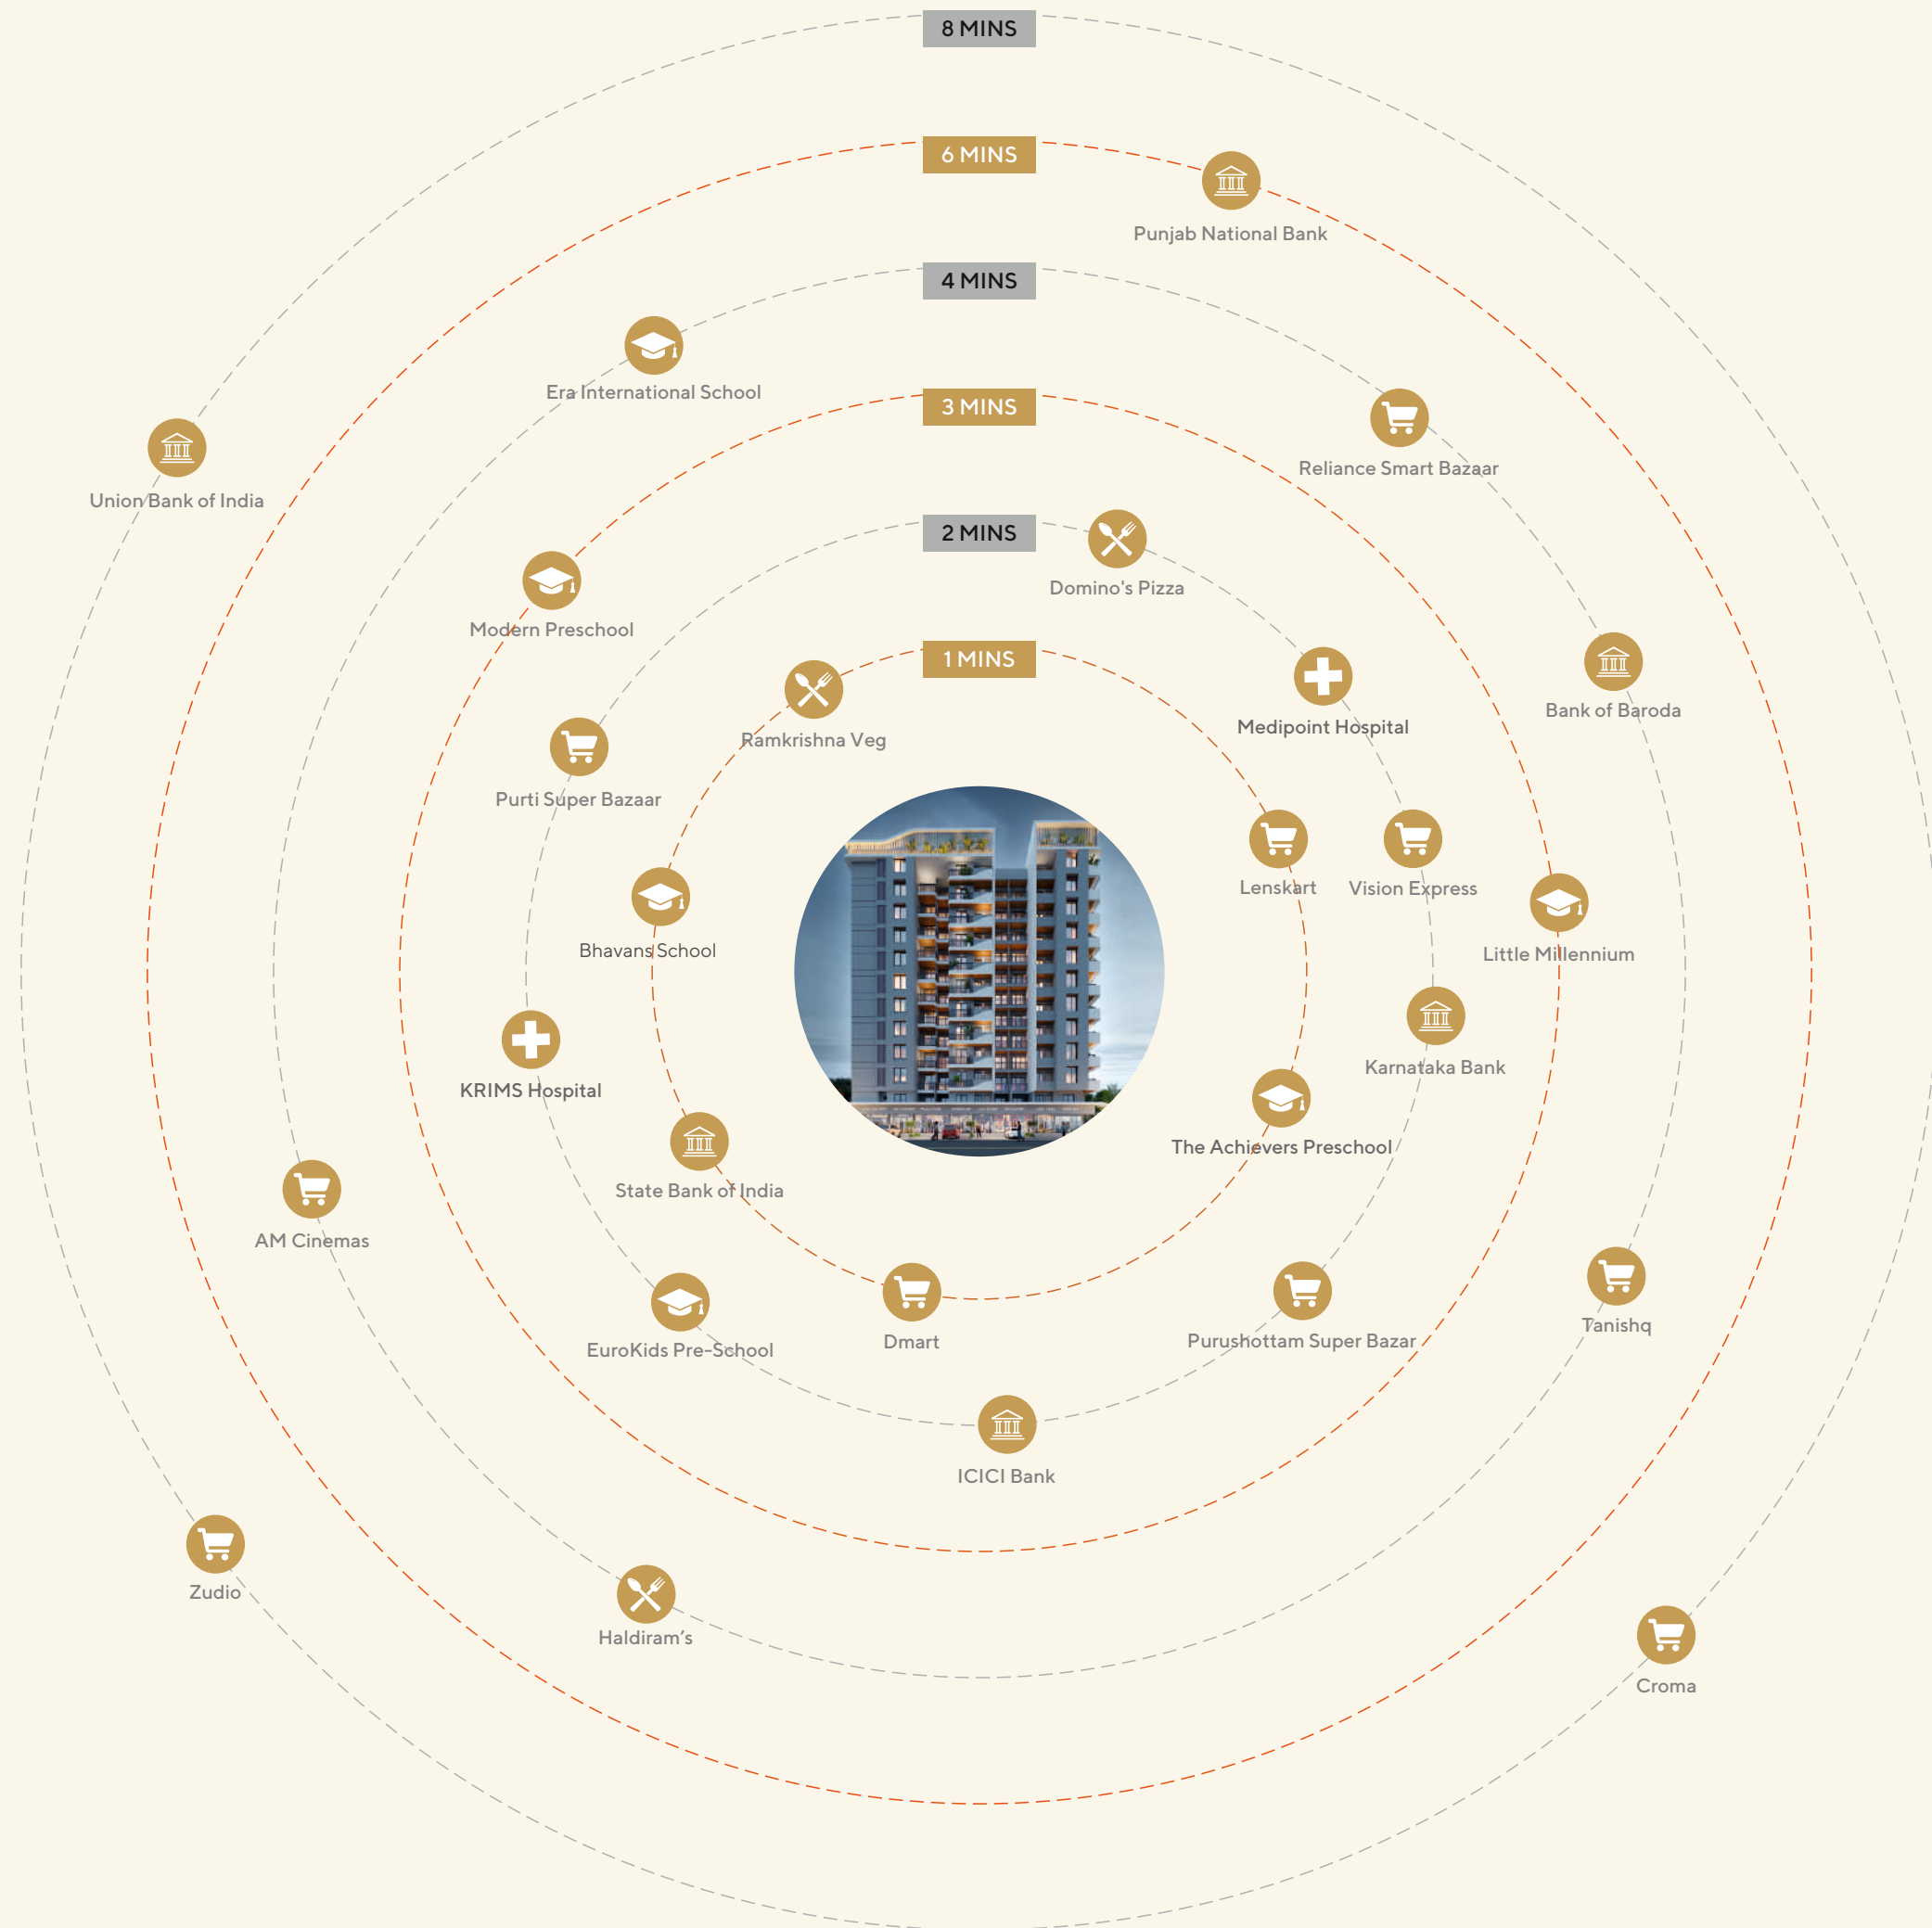 8 MINS
6 MINS
Punjab National Bank
4 MINS
Era International School
3 MINS
Reliance Smart Bazaar
Union Bank of India
2 MINS
Domino's Pizza
Modern Preschool
1 MINS
Bank of Baroda
Medipoint Hospital
Ramkrishna Veg
Purti Super Bazaar
Lenskart
Vision Express
Bhavans School
Little Millennium
Karnataka Bank
KRIMS Hospital
The Achievers Preschool
State Bank of India
AM Cinemas
Tanishq
Purushottam Super Bazar
Dmart
EuroKids Pre-School
ICICI Bank
Zudio
Haldiram’s
Croma